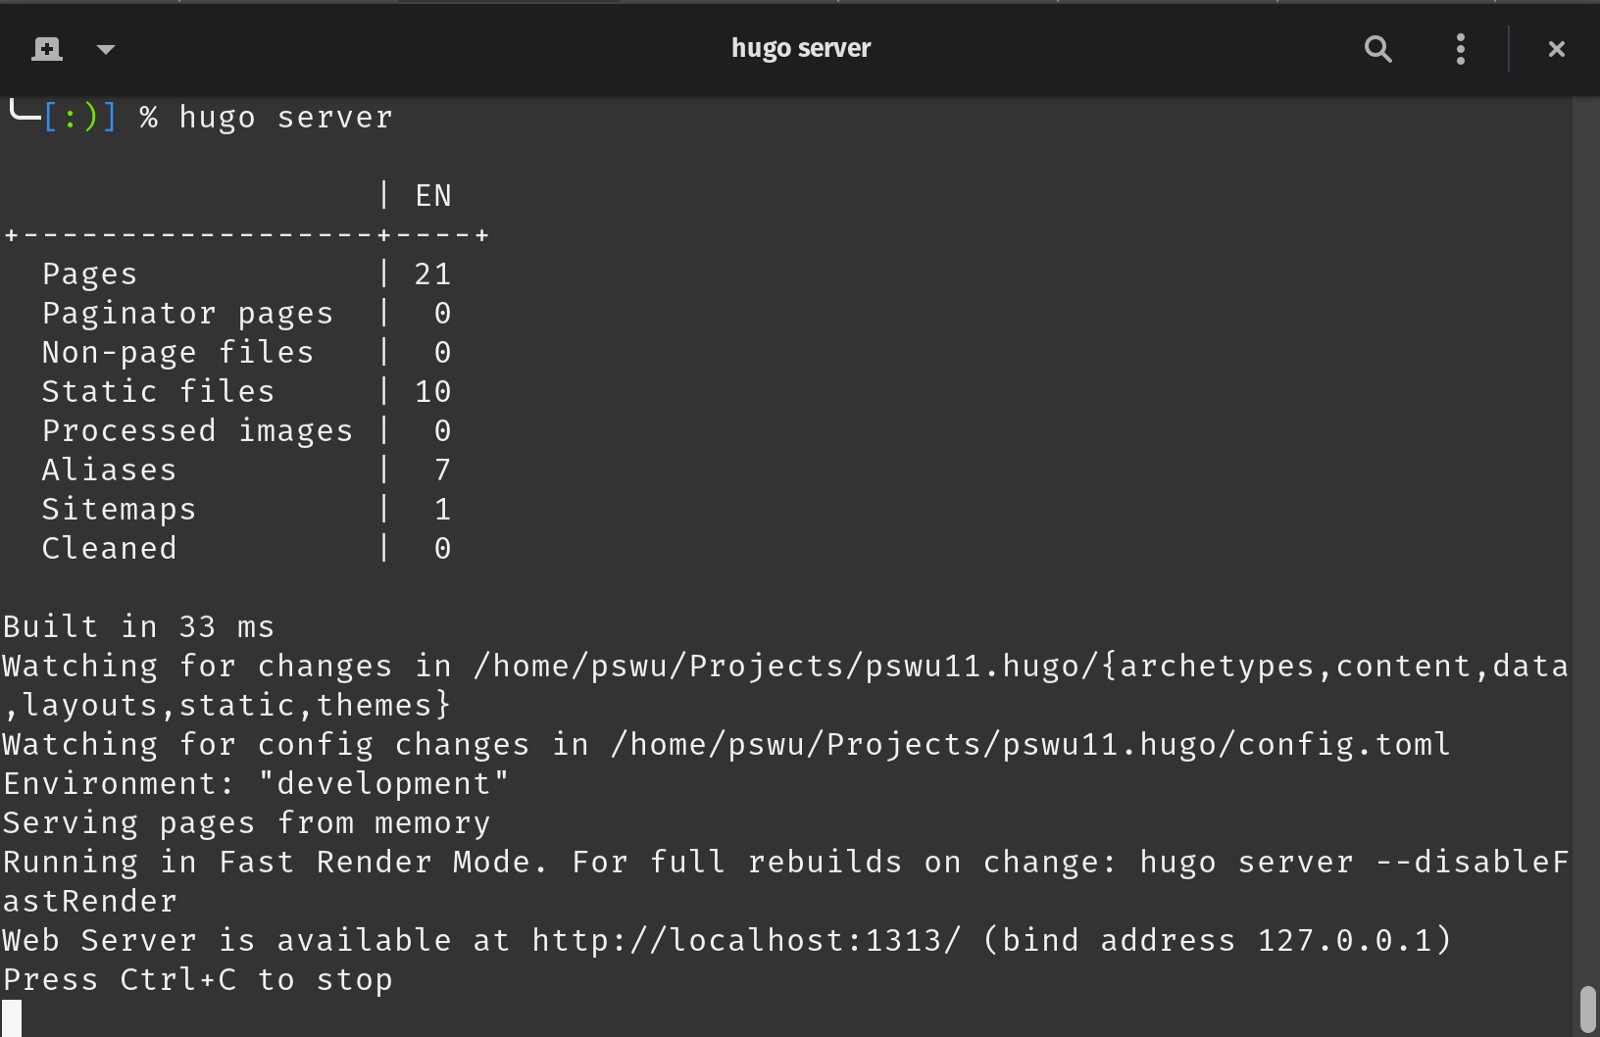 hugo server
╰─[:)] % hugo server
                   | EN
+------------------+----+
  Pages            | 21
  Paginator pages  |  0
  Non-page files   |  0
  Static files     | 10
  Processed images |  0
  Aliases          |  7
  Sitemaps         |  1
  Cleaned          |  0
Built in 33 ms
Watching for changes in /home/pswu/Projects/pswu11.hugo/{archetypes,content,data
,layouts,static,themes}
Watching for config changes in /home/pswu/Projects/pswu11.hugo/config.toml
Environment: "development"
Serving pages from memory
Running in Fast Render Mode. For full rebuilds on change: hugo server --disableF
astRender
Web Server is available at http://localhost:1313/ (bind address 127.0.0.1)
Press Ctrl+C to stop